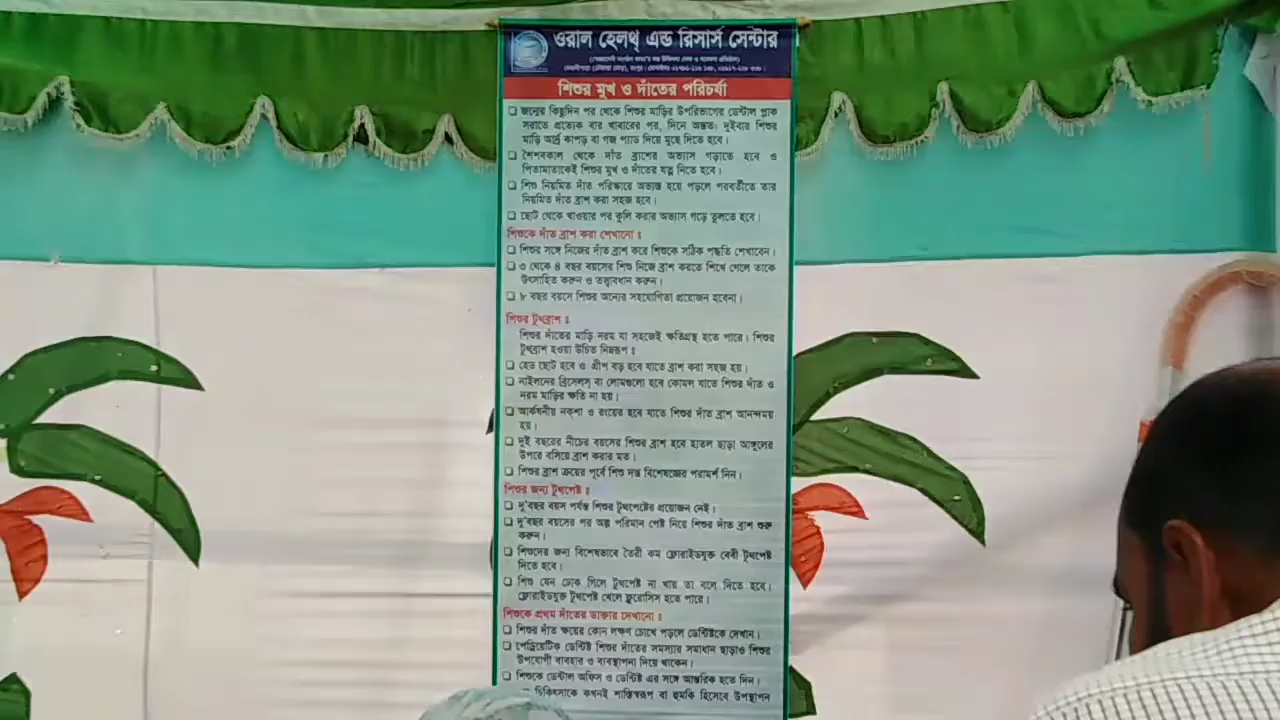 ওরাল হেলথ্ এন্ড রিসার্স সেন্টার
শিশুর মুখ ও দাঁতের পরিচর্যা
জন্মের কিছুদিন পর থেকে শিশুর মাড়ির উপরিভাগের ডেন্টাল প্লাক
সরাতে প্রত্যেক বার খাবারের পর, দিনে অন্তত: দুইবার শিশুর
মাড়ি আর্দ্র কাপড় বা গজ প্যাড দিয়ে মুছে দিতে হবে।
শৈশবকাল থেকে দাঁত ব্রাশের অভ্যাস গড়াতে হবে ও
পিতামাতাকেই শিশুর মুখ ও দাঁতের যত্ন নিতে হবে।
শিশু নিয়মিত দাঁত পরিষ্কারে অভ্যস্ত হয়ে পড়লে পরবর্তীতে তার
নিয়মিত দাঁত ব্রাশ করা সহজ হবে।
ছোট থেকে খাওয়ার পর কুলি করার অভ্যাস গড়ে তুলতে হবে।
শিশুকে দাঁত ব্রাশ করা শেখানো ঃ
শিশুর সঙ্গে নিজের দাঁত ব্রাশ করে শিশুকে সঠিক পদ্ধতি শেখাবেন।
৩ থেকে ৪ বছর বয়সের শিশু নিজে ব্রাশ করতে শিখে গেলে তাকে
উৎসাহিত করুন ও তত্ত্বাবধান করুন।
৮ বছর বয়সে শিশুর অন্যের সহযোগিতা প্রয়োজন হবেনা।
শিশুর টুথব্রাশ ঃ
শিশুর দাঁতের মাড়ি নরম যা সহজেই ক্ষতিগ্রস্থ হতে পারে। শিশুর
টুথব্রাশ হওয়া উচিত নিম্নরূপ ঃ
হেড ছোট হবে ও গ্রীপ বড় হবে যাতে ব্রাশ করা সহজ হয়।
নাইলনের ব্রিসেলস্ বা লোমগুলো হবে কোমল যাতে শিশুর দাঁত ও
নরম মাড়ির ক্ষতি না হয়।
আর্কষনীয় নক্শা ও রংয়ের হবে যাতে শিশুর দাঁত ব্রাশ আনন্দময়
হয়।
দুই বছরের নীচের বয়সের শিশুর ব্রাশ হবে হাতল ছাড়া আঙ্গুলের
উপরে বসিয়ে ব্রাশ করার মত।
শিশুর ব্রাশ ক্রয়ের পূর্বে শিশু দন্ত বিশেষজ্ঞের পরামর্শ নিন।
শিশুর জন্য টুথপেষ্ট ঃ
দু'বছর বয়স পর্যন্ত শিশুর টুথপেষ্টের প্রয়োজন নেই।
দু'বছর বয়সের পর অল্প পরিমান পেষ্ট নিয়ে শিশুর দাঁত ব্রাশ শুরু
করুন।
শিশুদের জন্য বিশেষভাবে তৈরী কম ফ্লোরাইডযুক্ত বেবী টুথপেষ্ট
দিতে হবে।
শিশু যেন ঢোক গিলে টুথপেষ্ট না খায় তা বলে দিতে হবে।
ফ্লোরাইডযুক্ত টুথপেষ্ট খেলে ফ্লুরোসিস হতে পারে।
শিশুকে প্রথম দাঁতের ডাক্তার দেখানো ঃ
শিশুর দাঁত ক্ষয়ের কোন লক্ষণ চোখে পড়লে ডেন্টিষ্টকে দেখান।
পেড্রিয়েটিক ডেন্টিষ্ট শিশুর দাঁতের সমস্যার সমাধান ছাড়াও শিশুর
উপযোগী ব্যবহার ও ব্যবস্থাপনা দিয়ে থাকেন।
শিশুকে ডেন্টাল অফিস ও ডেন্টিষ্ট এর সঙ্গে আন্তরিক হতে দিন।
চিকিৎসাকে কখনই শাস্তিস্বরূপ বা হুমকি হিসেবে উপস্থাপন